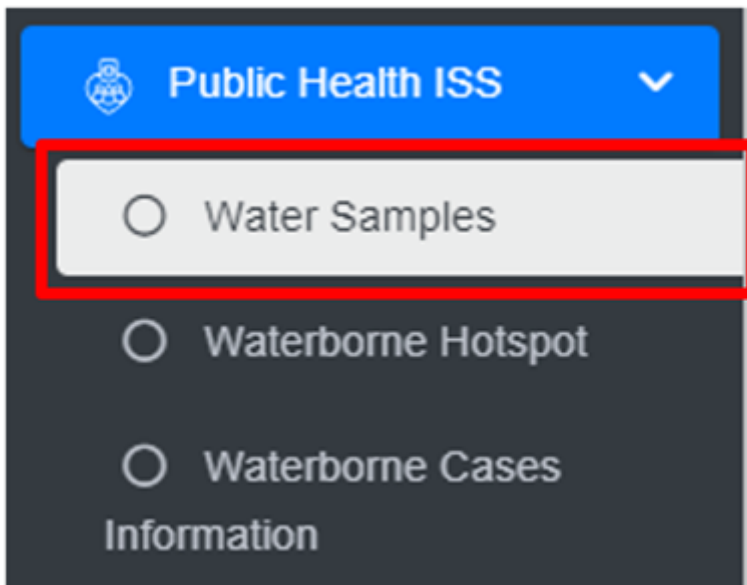 Public Health ISS
Water Samples
Waterborne Hotspot
Waterborne Cases
Information